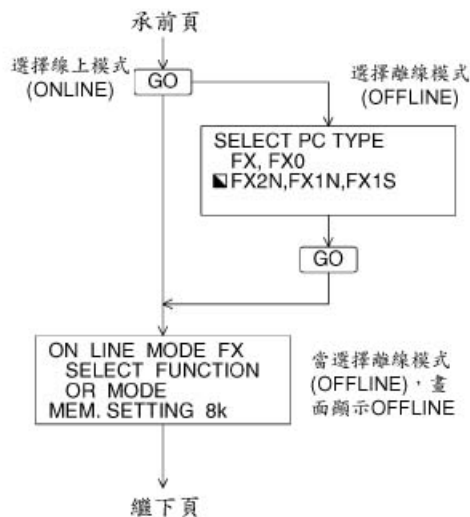 承前頁
選擇線上模式
(ONLINE)
GO
選擇離線模式
(OFFLINE)
SELECT PC TYPE
FX, FX0
FX2N,FX1N,FX1S
GO
ON LINE MODE FX
SELECT FUNCTION
OR MODE
MEM. SETTING 8k
當選擇離線模式
(OFFLINE),畫
面顯示OFFLINE
繼下頁